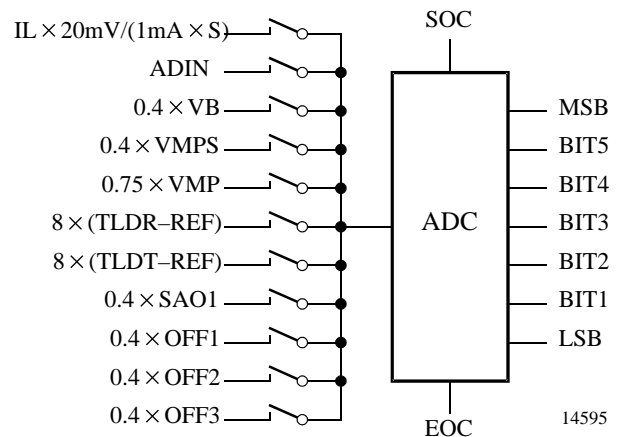 IL × 20mV/(1mA × S)
ADIN
0.4 × VB
0.4 × VMPS
0.75 × VMP
8 × (TLDR–REF)
8 × (TLDT–REF)
0.4 × SAO1
0.4 × OFF1
0.4 × OFF2
0.4 × OFF3
SOC
ADC
EOC
MSB
BIT5
BIT4
BIT3
BIT2
BIT1
LSB
14595